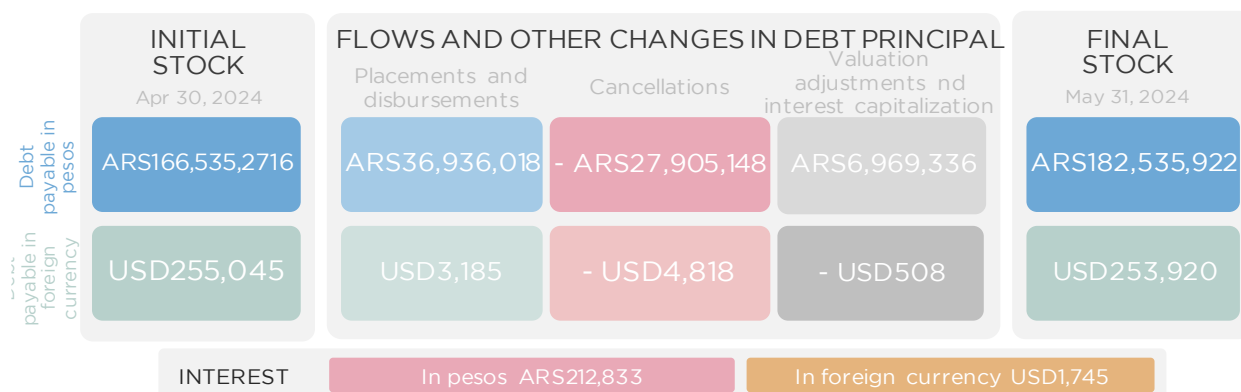 INITIAL
STOCK
Apr 30, 2024
FLOWS AND OTHER CHANGES IN DEBT PRINCIPAL
Placements and
disbursements
Cancellations
Valuation
adjustments nd
interest capitalization
FINAL
STOCK
May 31, 2024
Debt
payable in
pesos
ARS166,535,2716
ARS36,936,018
- ARS27,905,148
ARS6,969,336
ARS182,535,922
Debt
payable in
foreign
currency
USD255,045
USD3,185
- USD4,818
- USD508
USD253,920
INTEREST
In pesos ARS212,833
In foreign currency USD1,745